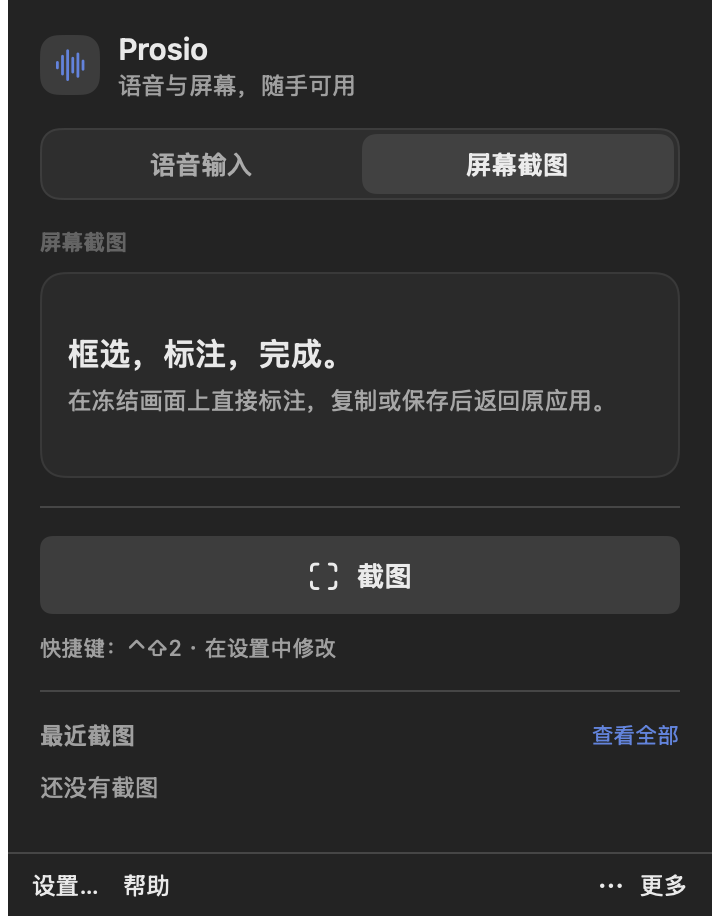 Prosio
语音与屏幕，随手可用
语音输入
屏幕截图
屏幕截图
框选，标注，完成。
在冻结画面上直接标注，复制或保存后返回原应用。
截图
快捷键：⌃⇧2 · 在设置中修改
最近截图
查看全部
还没有截图
设置... 帮助
··· 更多